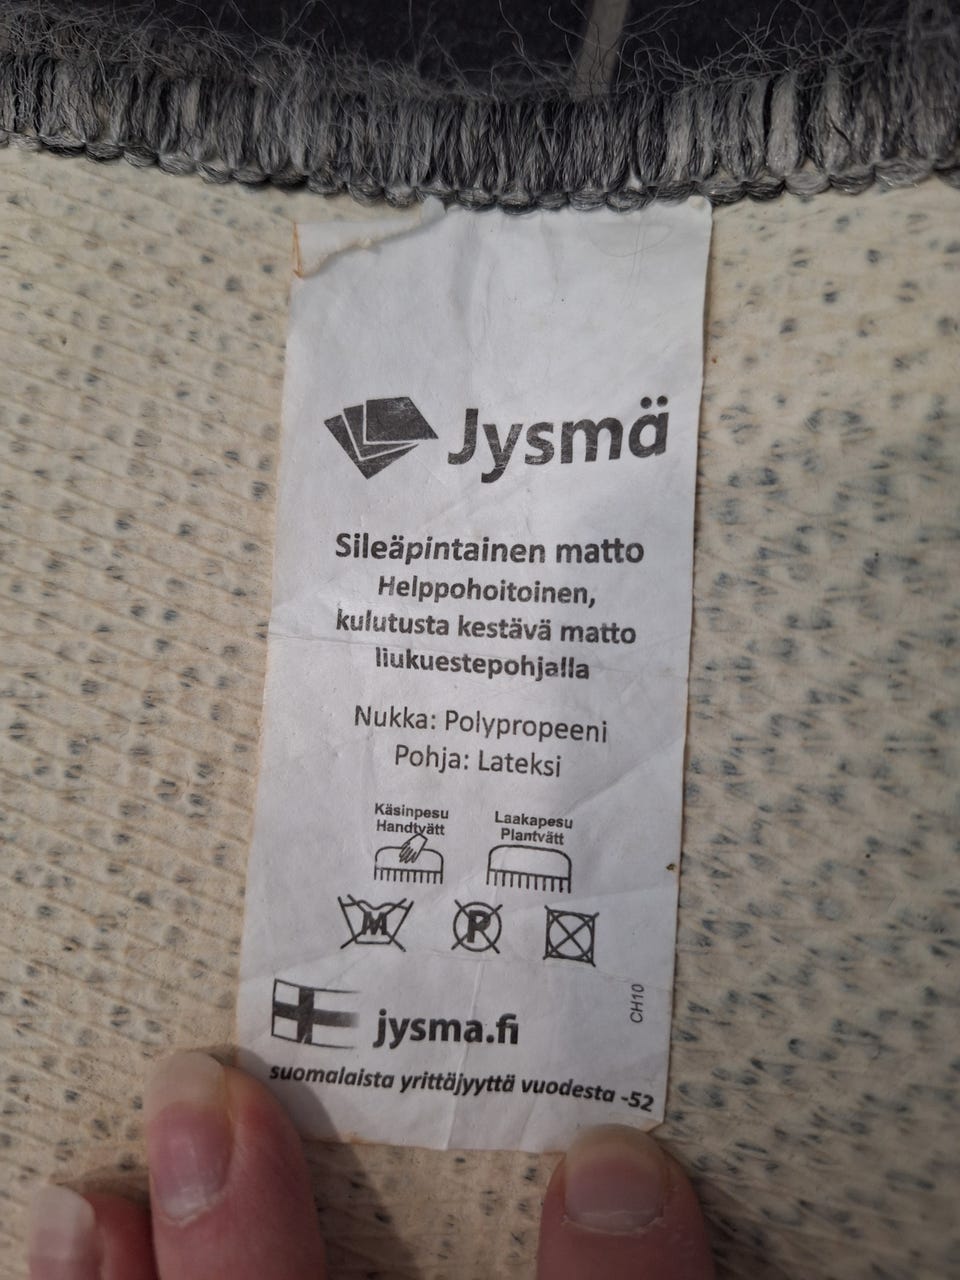 Jysmä
Sileäpintainen matto
Helppohoitoinen,
kulutusta kestävä matto
liukuestepohjalla
Nukka: Polypropeeni
Pohja: Lateksi
Käsinpesu
Handtvätt
Laakapesu
Plantvätt
M
P
CH10
jysma.fi
suomalaista yrittäjyyttä vuodesta -52